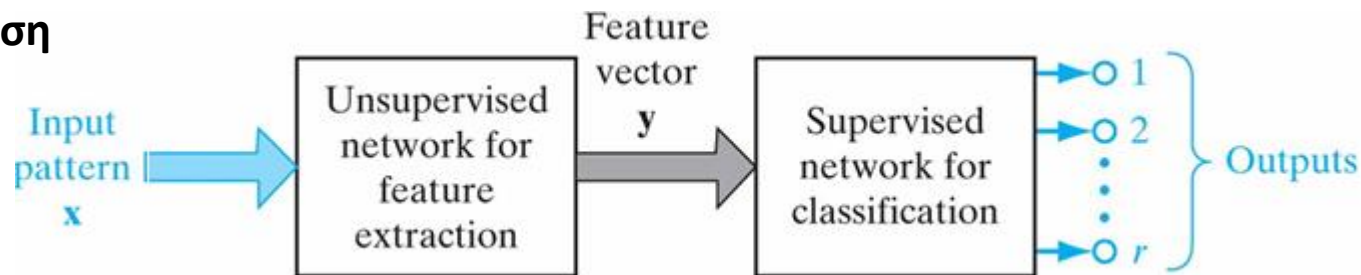 ση
Input
pattern
x
Unsupervised
network for
feature
extraction
Feature
vector
y
Supervised
network for
classification
1
2
r
Outputs